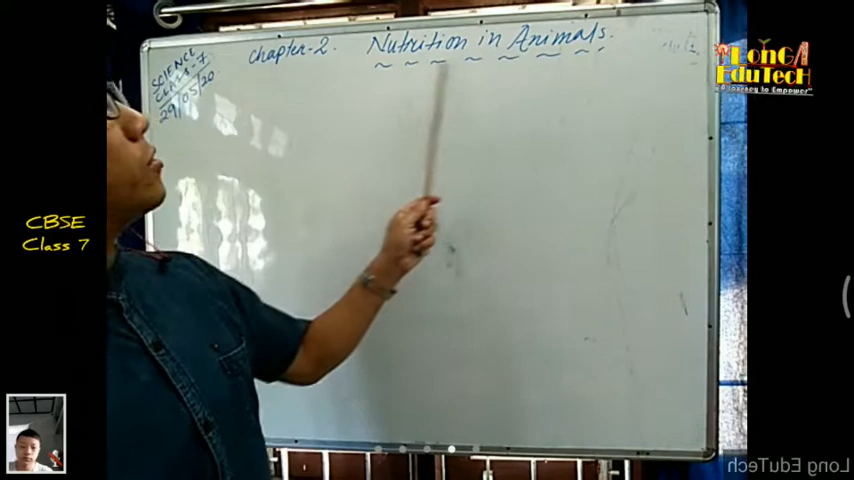 SCIENCE
CLASS-7
29/05/20
Chapter-2.
Nutrition in Animals.
LONGAI
EduTecH
A Journey to Empower
CBSE
Class 7
Long EduTech